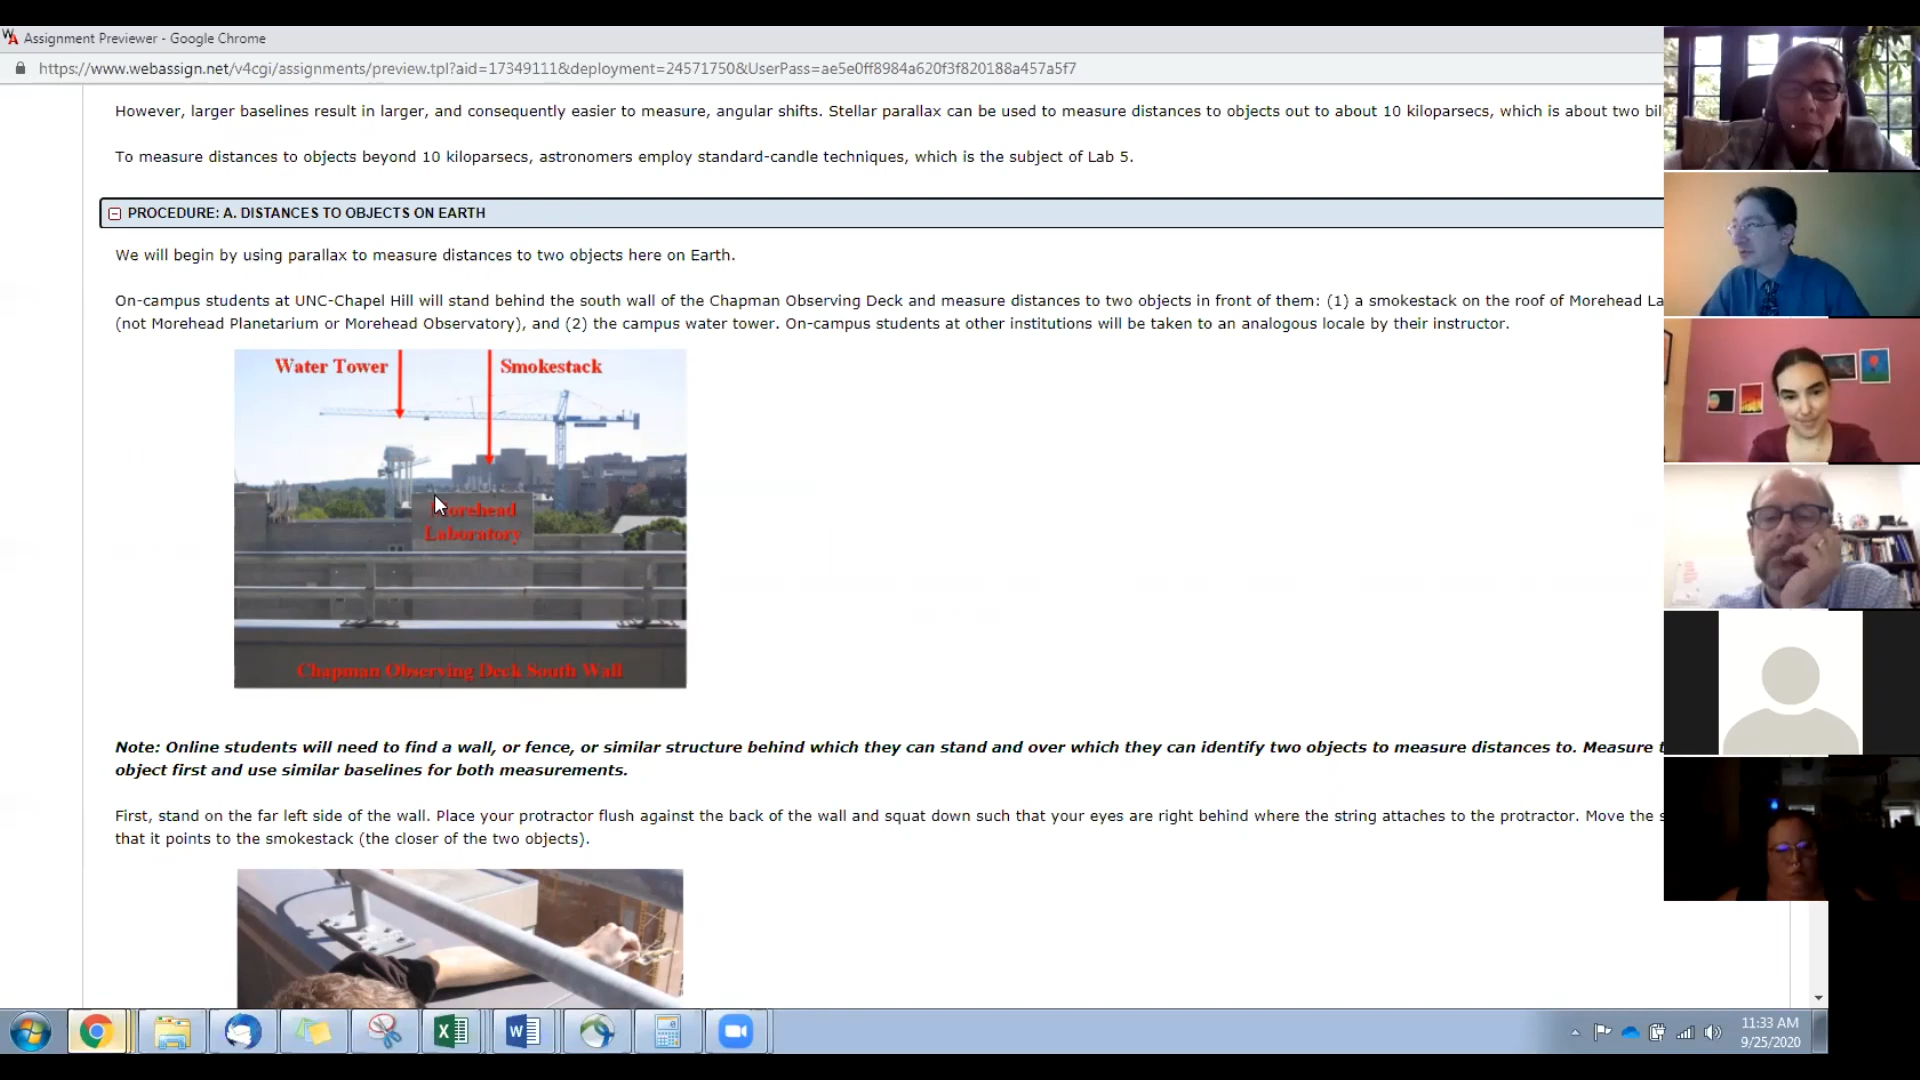 Assignment Previewer - Google Chrome
https://www.webassign.net/v4cgi/assignments/preview.tpl?aid=17349111&deployment=24571750&UserPass=ae5e0ff8984a620f3f820188a457a5f7
However, larger baselines result in larger, and consequently easier to measure, angular shifts. Stellar parallax can be used to measure distances to objects out to about 10 kiloparsecs, which is about two bil
To measure distances to objects beyond 10 kiloparsecs, astronomers employ standard-candle techniques, which is the subject of Lab 5.
PROCEDURE: A. DISTANCES TO OBJECTS ON EARTH
We will begin by using parallax to measure distances to two objects here on Earth.
On-campus students at UNC-Chapel Hill will stand behind the south wall of the Chapman Observing Deck and measure distances to two objects in front of them: (1) a smokestack on the roof of Morehead La
(not Morehead Planetarium or Morehead Observatory), and (2) the campus water tower. On-campus students at other institutions will be taken to an analogous locale by their instructor.
Water Tower
Smokestack
Morehead
Laboratory
Chapman Observing Deck South Wall
Note: Online students will need to find a wall, or fence, or similar structure behind which they can stand and over which they can identify two objects to measure distances to. Measure t
object first and use similar baselines for both measurements.
First, stand on the far left side of the wall. Place your protractor flush against the back of the wall and squat down such that your eyes are right behind where the string attaches to the protractor. Move the s
that it points to the smokestack (the closer of the two objects).
11:33 AM
9/25/2020